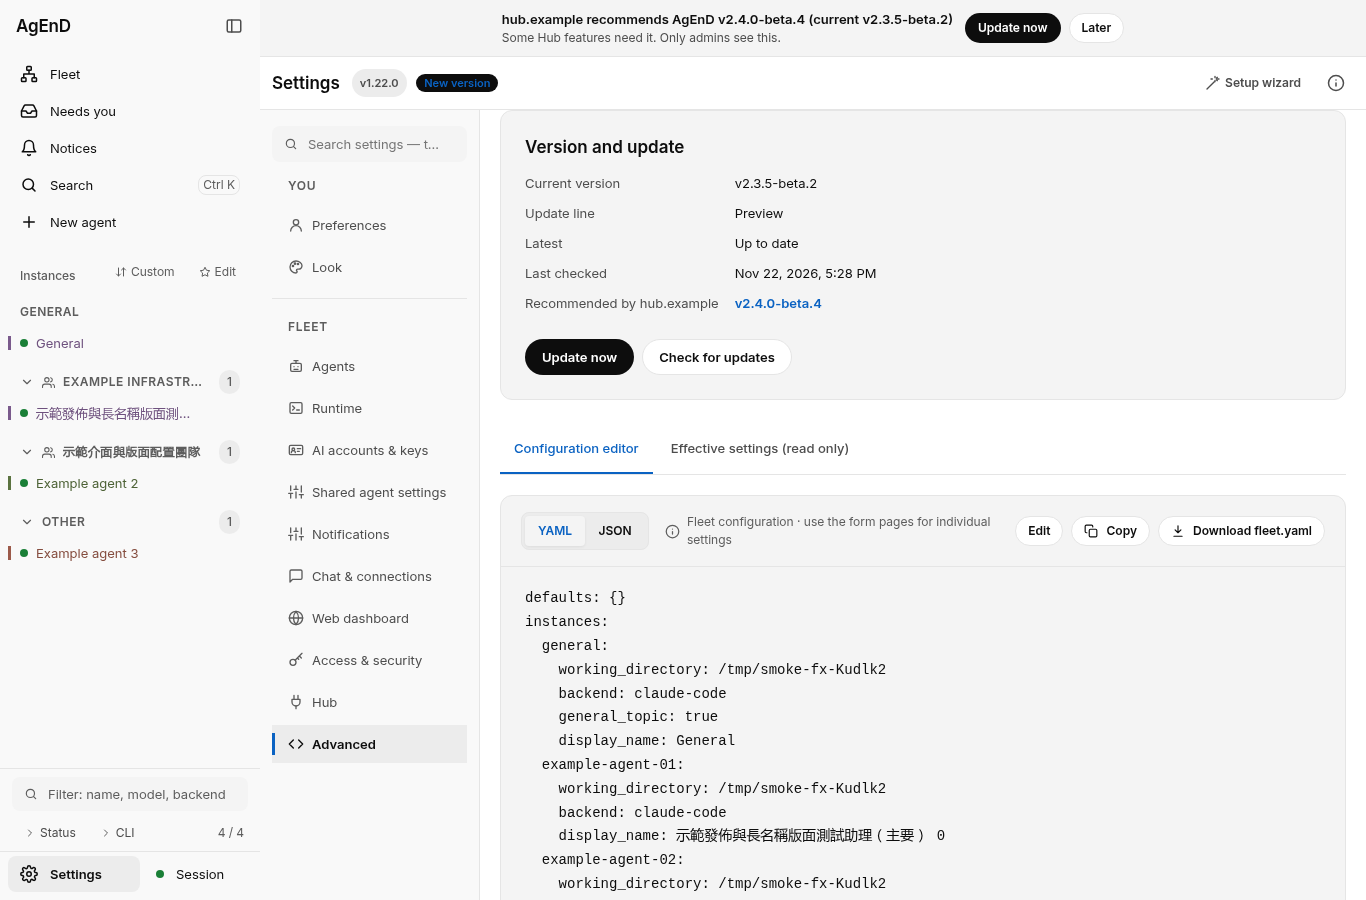 AgEnD
Fleet
Needs you
Notices
Search
Ctrl K
New agent
Instances
Custom
Edit
GENERAL
General
EXAMPLE INFRASTR...
1
示範發佈與長名稱版面測...
示範介面與版面配置團隊
1
Example agent 2
OTHER
1
Example agent 3
Filter: name, model, backend
Status
CLI
4 / 4
Settings
Session
hub.example recommends AgEnD v2.4.0-beta.4 (current v2.3.5-beta.2)
Some Hub features need it. Only admins see this.
Update now
Later
Settings
v1.22.0
New version
Setup wizard
Search settings — t...
YOU
Preferences
Look
FLEET
Agents
Runtime
AI accounts & keys
Shared agent settings
Notifications
Chat & connections
Web dashboard
Access & security
Hub
Advanced
Version and update
Current version v2.3.5-beta.2
Update line Preview
Latest Up to date
Last checked Nov 22, 2026, 5:28 PM
Recommended by hub.example v2.4.0-beta.4
Update now
Check for updates
Configuration editor
Effective settings (read only)
YAML
JSON
Fleet configuration · use the form pages for individual
settings
Edit
Copy
Download fleet.yaml
defaults: {}
instances:
  general:
    working_directory: /tmp/smoke-fx-Kudlk2
    backend: claude-code
    general_topic: true
    display_name: General
  example-agent-01:
    working_directory: /tmp/smoke-fx-Kudlk2
    backend: claude-code
    display_name: 示範發佈與長名稱版面測試助理（主要） 0
  example-agent-02:
    working_directory: /tmp/smoke-fx-Kudlk2